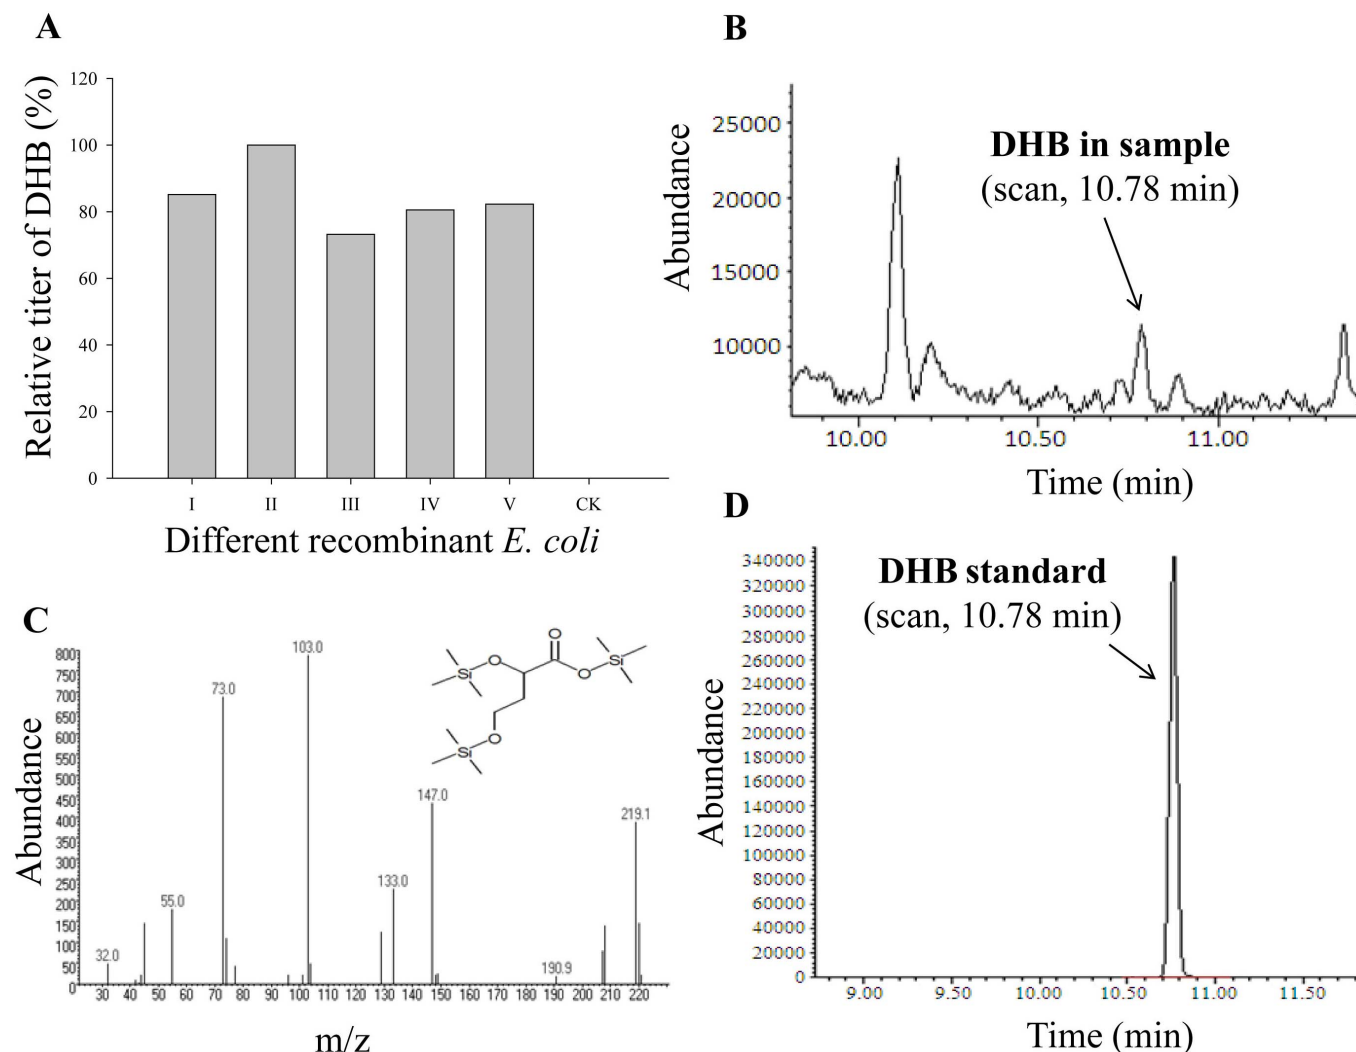 A
Relative titer of DHB (%)
120
100
80
60
40
20
0
I II III IV V CK
Different recombinant E. coli
B
Abundance
25000
20000
15000
10000
DHB in sample
(scan, 10.78 min)
10.00 10.50 11.00
Time (min)
C
Abundance
800
750
700
650
600
550
500
450
400
350
300
250
200
150
100
50
0
32.0
55.0
73.0
103.0
133.0
147.0
190.9
219.1
O
O
O
O
Si
Si
Si
30 40 50 60 70 80 90 100 110 120 130 140 150 160 170 180 190 200 210 220
m/z
D
Abundance
340000
320000
300000
280000
260000
240000
220000
200000
180000
160000
140000
120000
100000
80000
60000
40000
20000
0
DHB standard
(scan, 10.78 min)
9.00 9.50 10.00 10.50 11.00 11.50
Time (min)